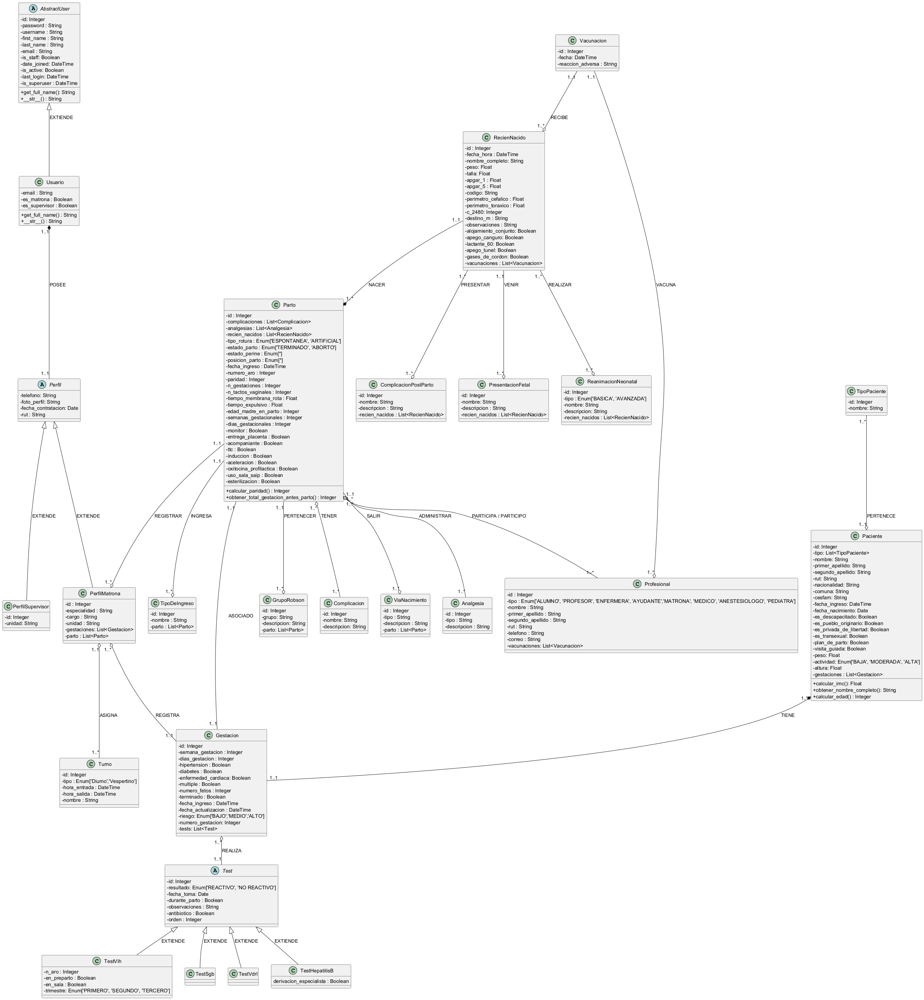 A AbstractUser
-id: Integer
-password : String
-username : String
-first_name : String
-last_name : String
-email : String
-is_staff: Boolean
-date_joined: DateTime
-is_active: Boolean
-last_login: DateTime
-is_superuser : DateTime
+get_full_name(): String
+__str__() : String
EXTIENDE
C Usuario
-email : String
-es_matrona : Boolean
-es_supervisor : Boolean
+get_full_name() : String
+__str__() : String
1..1
POSEE
1..1
A Perfil
-telefono: String
-foto_perfil: String
-fecha_contratacion: Date
-rut : String
EXTIENDE
EXTIENDE
C Vacunacion
-id : Integer
-fecha: DateTime
-reaccion_adversa : String
1..1
1..1
RECIBE
1..*
VACUNA
1..*
C RecienNacido
-id : Integer
-fecha_hora : DateTime
-nombre_completo: String
-peso: Float
-talla: Float
-apgar_1 : Float
-apgar_5 : Float
-codigo: String
-perimetro_cefalico : Float
-perimetro_toraxico : Float
-c_2480: Integer
-destino_rn : String
-observaciones : String
-alojamiento_conjunto: Boolean
-apego_canguro: Boolean
-lactante_60: Boolean
-apego_tunel: Boolean
-gases_de_cordon: Boolean
-vacunaciones : List<Vacunacion>
1..1
NACER
1..*
1..*
PRESENTAR
1..*
1..1
VENIR
1..*
1..*
REALIZAR
1..*
C Parto
-id : Integer
-complicaciones : List<Complicacion>
-analgesias : List<Analgesia>
-recien_nacidos : List<RecienNacido>
-tipo_rotura : Enum['ESPONTANEA', 'ARTIFICIAL']
-estado_parto : Enum['TERMINADO', 'ABORTO']
-estado_perine : Enum[*]
-posicion_parto : Enum[*]
-fecha_ingreso : DateTime
-numero_aro : Integer
-paridad : Integer
-n_gestaciones : Integer
-n_tactos_vaginales : Integer
-tiempo_membrana_rota : Float
-tiempo_expulsivo : Float
-edad_madre_en_parto : Integer
-semanas_gestacionales : Integer
-dias_gestacionales : Integer
-monitor : Boolean
-entrega_placenta : Boolean
-acompaniante : Boolean
-ttc : Boolean
-induccion : Boolean
-aceleracion : Boolean
-oxitocina_profilactica : Boolean
-uso_sala_saip : Boolean
-esterilizacion : Boolean
+calcular_paridad() : Integer
+obtener_total_gestacion_antes_parto() : Integer
C ComplicacionPostParto
-id: Integer
-nombre: String
-descripcion : String
-recien_nacidos : List<RecienNacido>
C PresentacionFetal
-id: Integer
-nombre: String
-descripcion : String
-recien_nacidos : List<RecienNacido>
C ReanimacionNeonatal
-id: Integer
-tipo : Enum['BASICA', 'AVANZADA']
-nombre: String
-descripcion: String
-recien_nacidos : List<RecienNacido>
C TipoPaciente
-id: Integer
-nombre: String
1..*
PERTENECE
1..1
1..1
REGISTRAR
1..*
1..1
INGRESA
1..*
1..1
ASOCIADO
1..1
1..1
PERTENECER
1..*
1..*
TENER
1..*
1..1
SALIR
1..*
1..*
ADMINISTRAR
1..*
1..*
PARTICIPA / PARTICIPO
1..*
C PerfilSupervisor
-id: Integer
-unidad: String
C PerfilMatrona
-id : Integer
-especialidad : String
-cargo : String
-unidad : String
-gestaciones: List<Gestacion>
-parto : List<Parto>
C TipoDeIngreso
-id: Integer
-nombre : String
-parto : List<Parto>
C GrupoRobson
-id: Integer
-grupo: String
-descripcion: String
-parto: List<Parto>
C Complicacion
-id: Integer
-nombre: String
-descripcion: String
C ViaNacimiento
-id : Integer
-tipo : String
-descripcion : String
-parto : List<Parto>
C Analgesia
-id : Integer
-tipo : String
-descripcion : String
C Profesional
-id : Integer
-tipo : Enum['ALUMNO', 'PROFESOR', 'ENFERMERA', 'AYUDANTE','MATRONA', 'MEDICO', 'ANESTESIOLOGO', 'PEDIATRA']
-nombre : String
-primer_apellido : String
-segundo_apellido : String
-rut : String
-telefono : String
-correo : String
-vacunaciones: List<Vacunacion>
C Paciente
-id: Integer
-tipo: List<TipoPaciente>
-nombre: String
-primer_apellido: String
-segundo_apellido: String
-rut: String
-nacionalidad: String
-comuna: String
-cesfam: String
-fecha_ingreso: DateTime
-fecha_nacimiento: Date
-es_descapacitado: Boolean
-es_pueblo_originario: Boolean
-es_privada_de_libertad: Boolean
-es_transexual: Boolean
-plan_de_parto: Boolean
-visita_guiada: Boolean
-peso: Float
-actividad: Enum['BAJA', 'MODERADA', 'ALTA']
-altura: Float
-gestaciones : List<Gestacion>
+calcular_imc(): Float
+obtener_nombre_completo(): String
+calcular_edad() : Integer
1..*
TIENE
1..1
1..1
ASIGNA
1..*
1..*
REGISTRA
1..1
C Turno
-id: Integer
-tipo : Enum['Diurno','Vespertino']
-hora_entrada : DateTime
-hora_salida : DateTime
-nombre : String
C Gestacion
-id: Integer
-semana_gestacion : Integer
-dias_gestacion : Integer
-hipertension : Boolean
-diabetes : Boolean
-enfermedad_cardiaca: Boolean
-multiple : Boolean
-numero_fetos : Integer
-terminado : Boolean
-fecha_ingreso : DateTime
-fecha_actualizacion : DateTime
-riesgo: Enum['BAJO','MEDIO','ALTO']
-numero_gestacion: Integer
-tests: List<Test>
1..*
REALIZA
1..1
A Test
-id: Integer
-resultado: Enum['REACTIVO', 'NO REACTIVO']
-fecha_toma: Date
-durante_parto : Boolean
-observaciones : String
-antibiotico : Boolean
-orden : Integer
EXTIENDE
EXTIENDE
EXTIENDE
EXTIENDE
C TestVih
-n_aro : Integer
-en_preparto : Boolean
-en_sala : Boolean
-trimestre: Enum['PRIMERO', 'SEGUNDO', 'TERCERO']
C TestSgb
C TestVdrl
C TestHepatitisB
derivacion_especialista : Boolean